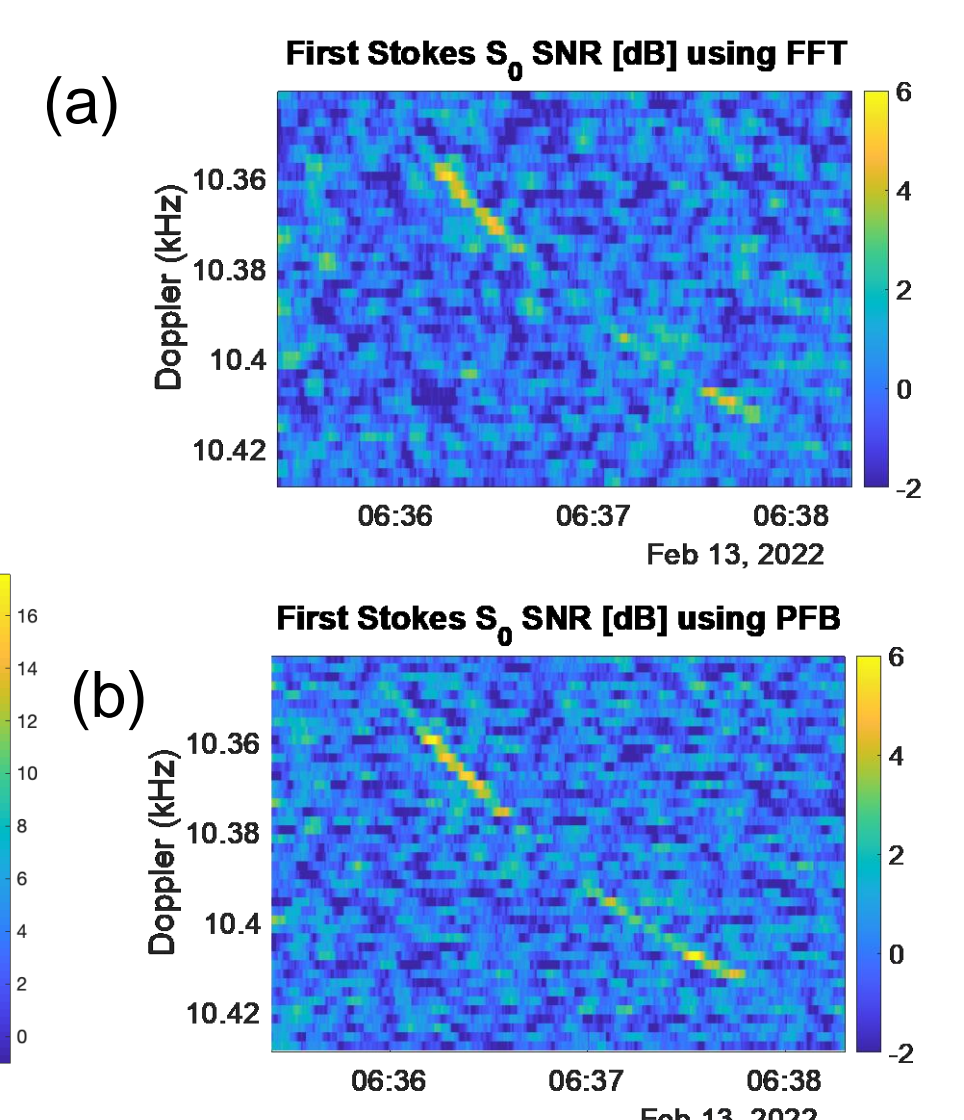 First Stokes S0 SNR [dB] using FFT
(a)
6
4
2
0
-2
10.36
10.38
10.4
10.42
Doppler (kHz)
06:36 06:37 06:38
Feb 13, 2022
16
14
12
10
8
6
4
2
0
First Stokes S0 SNR [dB] using PFB
(b)
6
4
2
0
-2
10.36
10.38
10.4
10.42
Doppler (kHz)
06:36 06:37 06:38
Feb 13, 2022